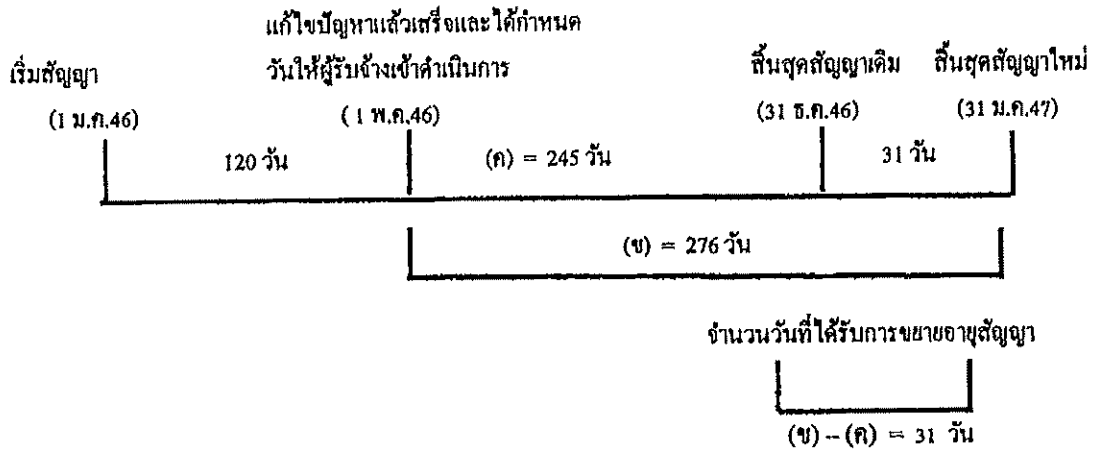 แก้ไขปัญหาแล้วเสร็จและได้กำหนด
เริ่มสัญญา วันให้ผู้รับจ้างเข้าดำเนินการ สิ้นสุดสัญญาเดิม สิ้นสุดสัญญาใหม่
(1 ม.ค.46) ( 1 พ.ค.46) (31 ธ.ค.46) (31 ม.ค.47)
120 วัน (ค) = 245 วัน 31 วัน
(ข) = 276 วัน
จำนวนวันที่ได้รับการขยายอายุสัญญา
(ข) – (ค) = 31 วัน